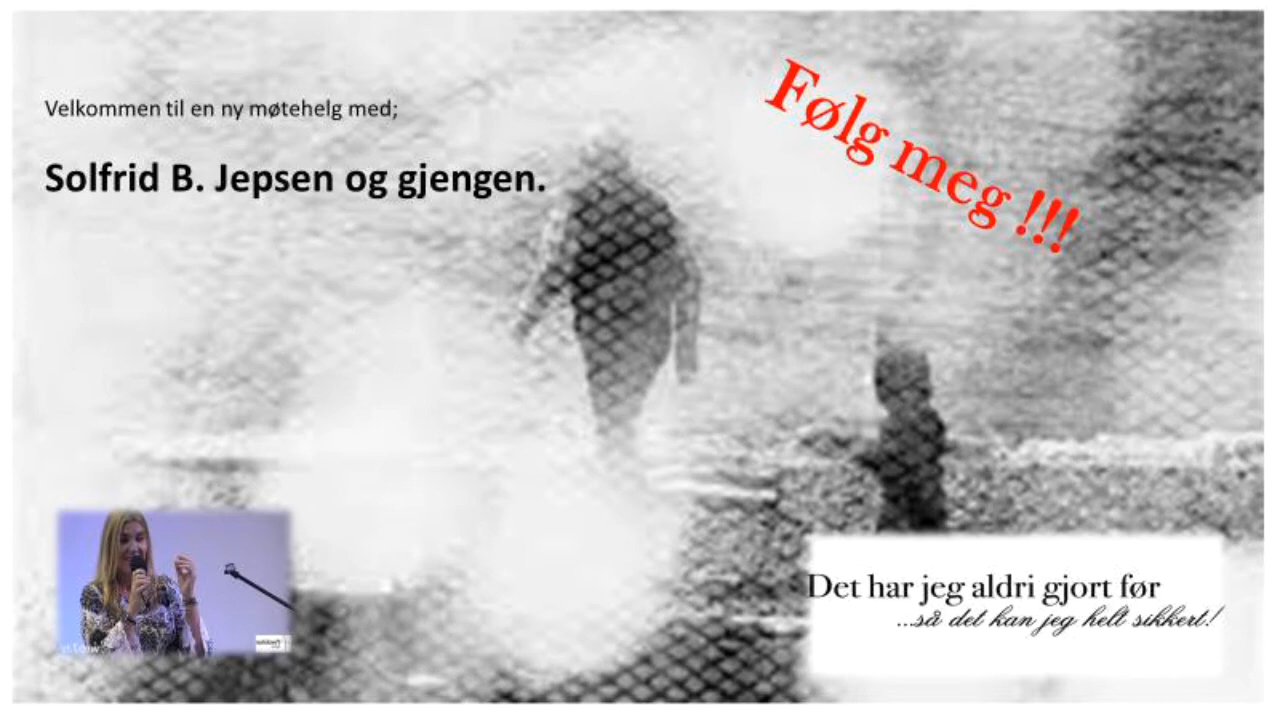 Velkommen til en ny møtehelg med;
Solfrid B. Jepsen og gjengen.
Følg meg !!!
Det har jeg aldri gjort før
...så det kan jeg helt sikkert!